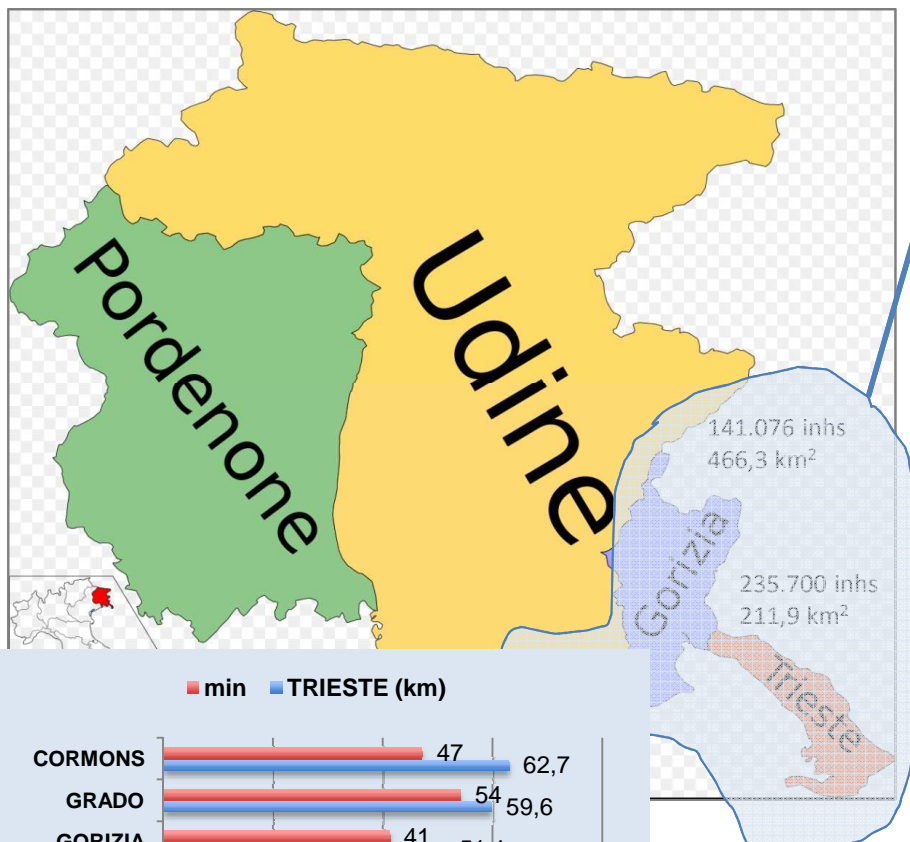 Pordenone
Udine
141.076 inhs
466,3 km²
Gorizia
235.700 inhs
211,9 km²
Trieste
min TRIESTE (km)
CORMONS 47
62,7
GRADO 54
59,6
GORIZIA 41